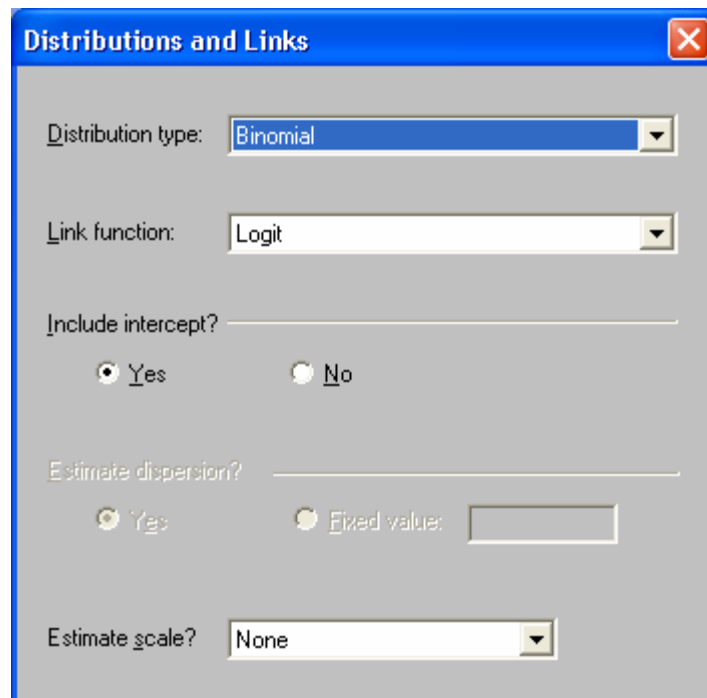 Distributions and Links
Distribution type: Binomial
Link function: Logit
Include intercept?
Yes No
Estimate dispersion?
Yes Fixed value:
Estimate scale? None